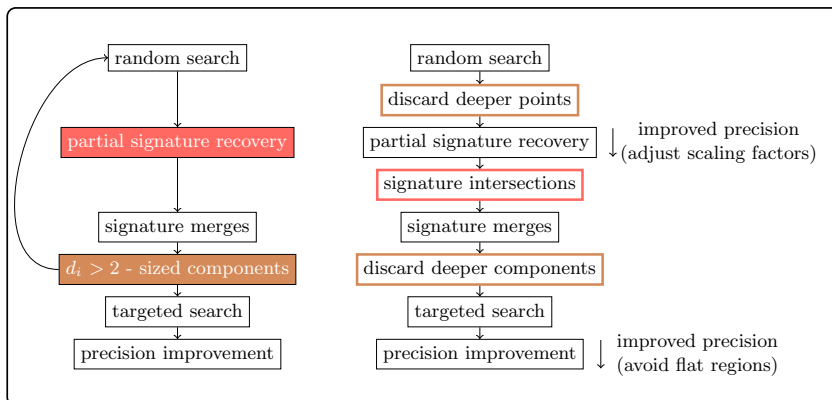 random search
partial signature recovery
signature merges
d_i > 2 - sized components
targeted search
precision improvement
random search
discard deeper points
partial signature recovery
signature intersections
signature merges
discard deeper components
targeted search
precision improvement
improved precision
(adjust scaling factors)
improved precision
(avoid flat regions)